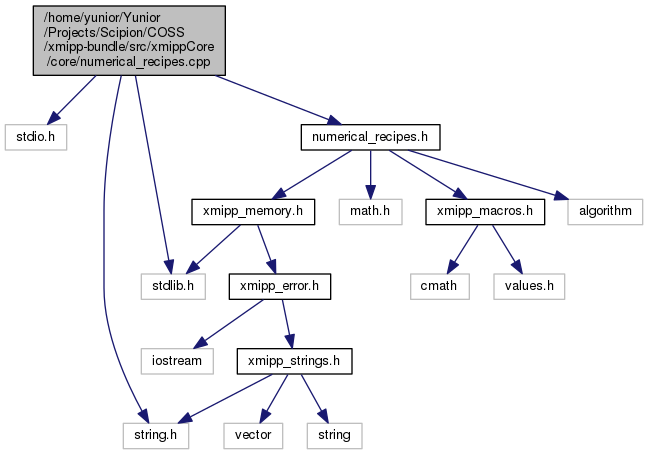 /home/yunior/Yunior
/Projects/Scipion/COSS
/xmipp-bundle/src/xmippCore
/core/numerical_recipes.cpp
stdio.h
numerical_recipes.h
xmipp_memory.h
math.h
xmipp_macros.h
algorithm
stdlib.h
xmipp_error.h
cmath
values.h
iostream
xmipp_strings.h
string.h
vector
string